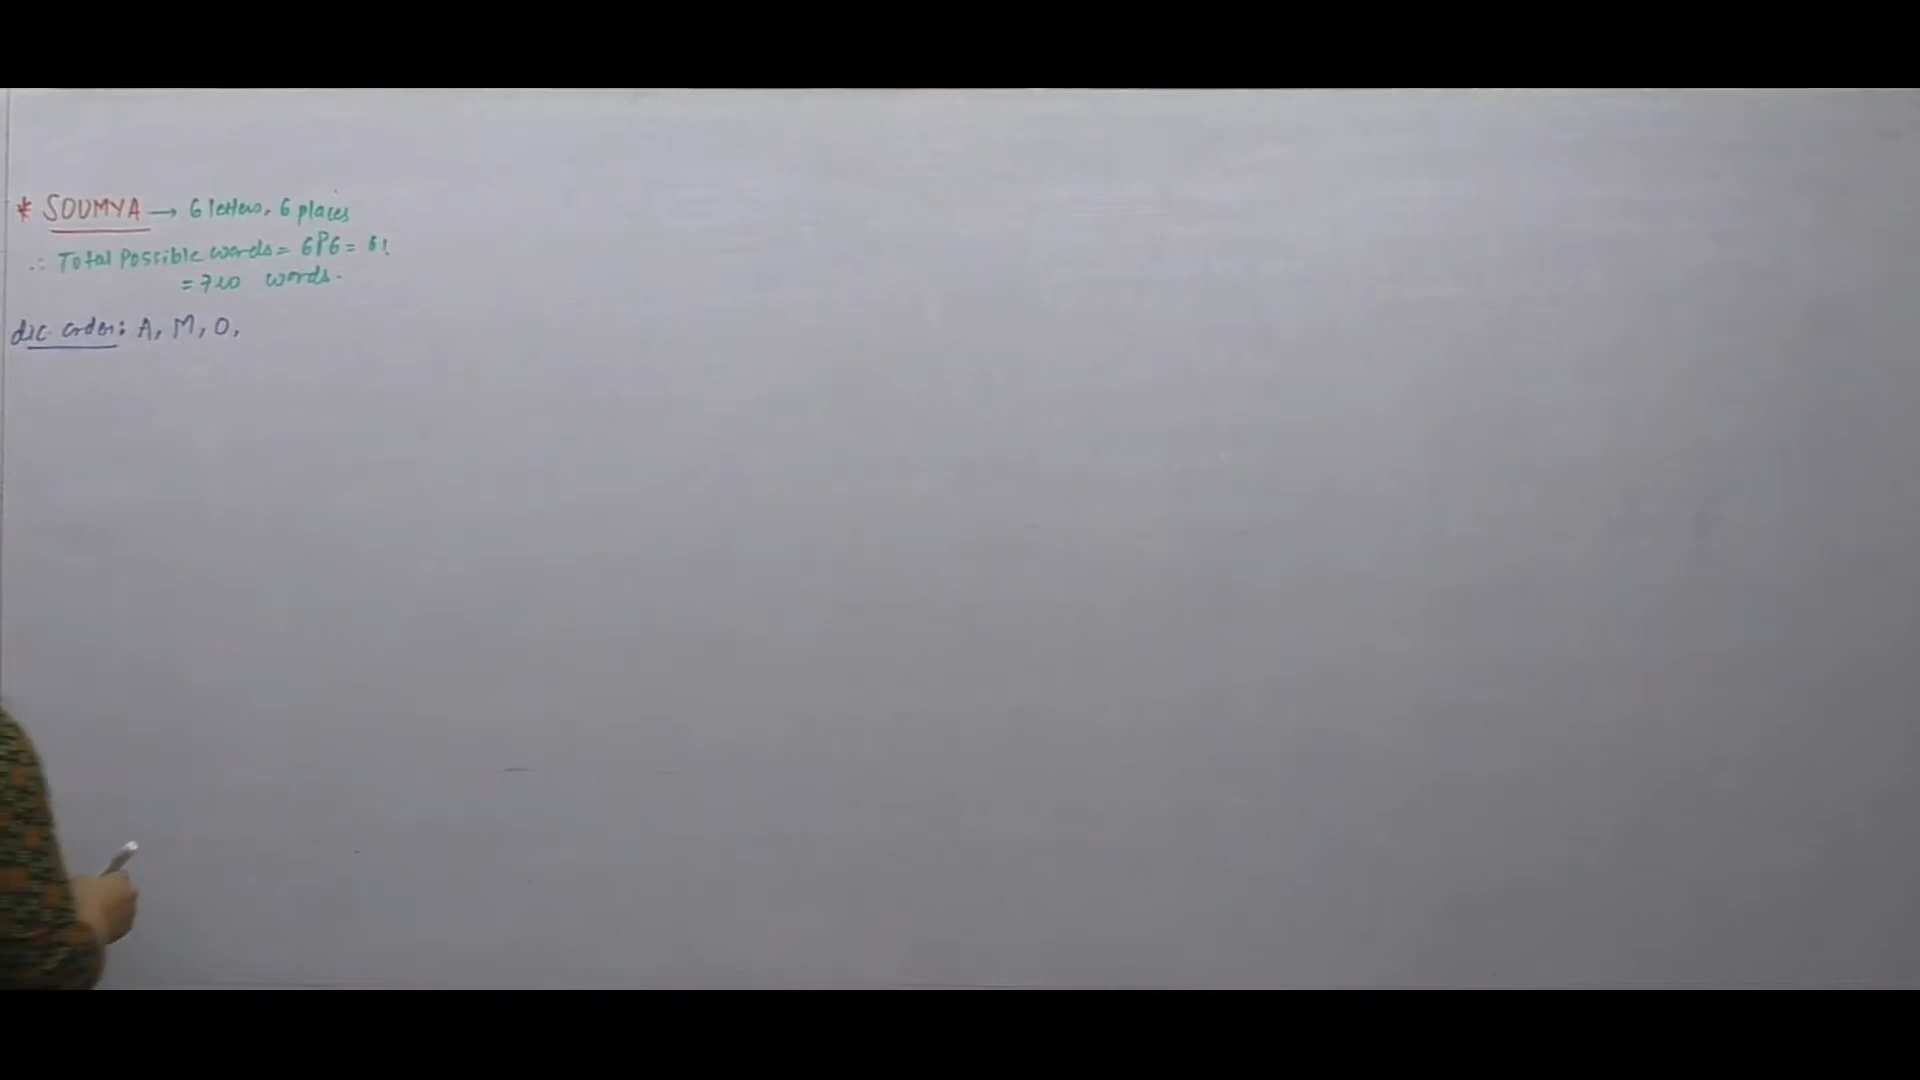 * SOUMYA → 6 letters, 6 places
∴ Total Possible words = 6P6 = 6!
= 720 words.
dic order: A, M, O,